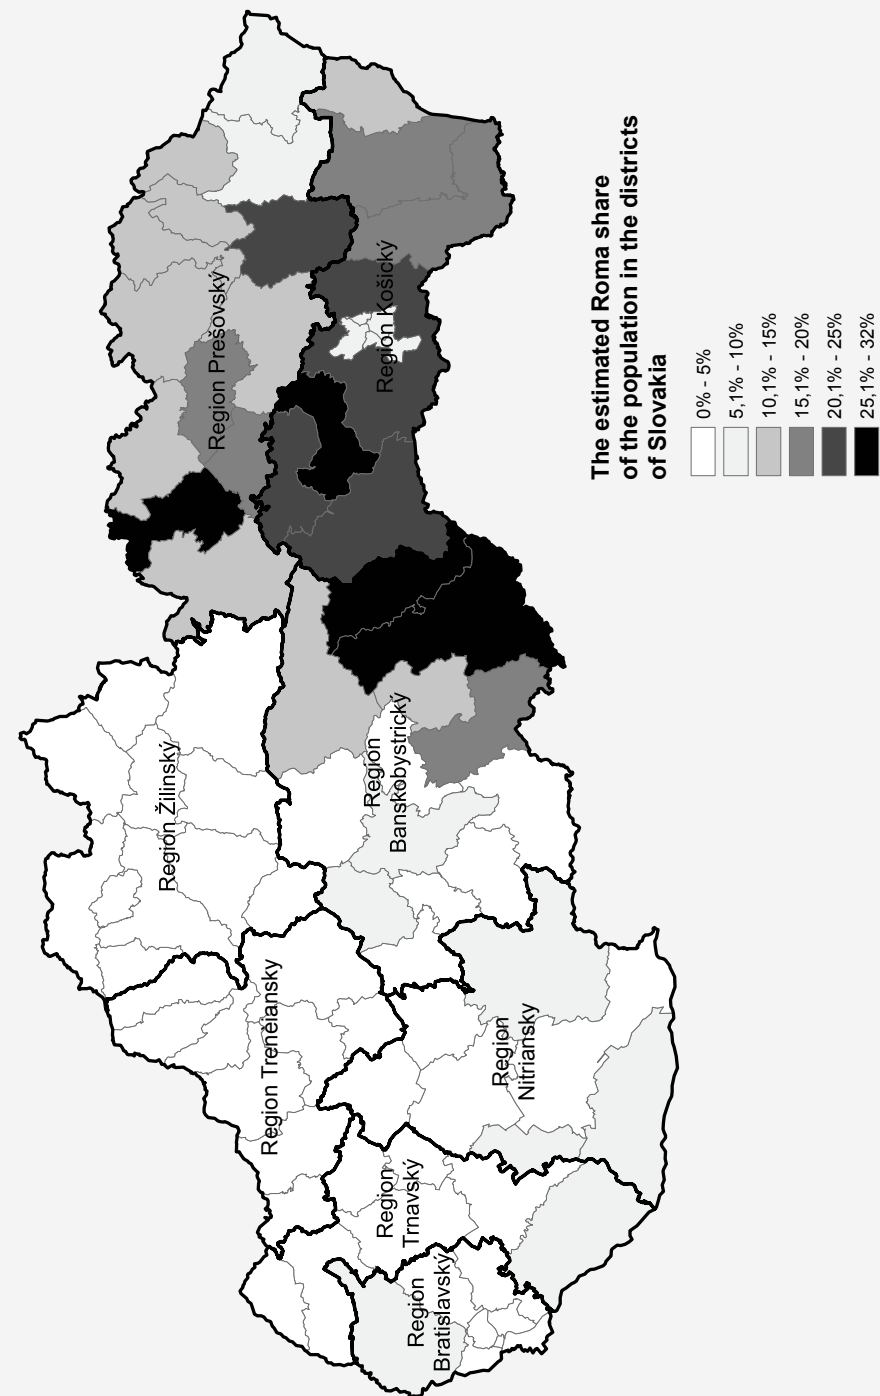 The estimated Roma share
of the population in the districts
of Slovakia
0% - 5%
5,1% - 10%
10,1% - 15%
15,1% - 20%
20,1% - 25%
25,1% - 32%
Region Prešovský
Region Košický
Region Žilinský
Region
Banskobystrický
Region Trenėiansky
Region
Nitriansky
Region
Trnavský
Region
Bratislavský